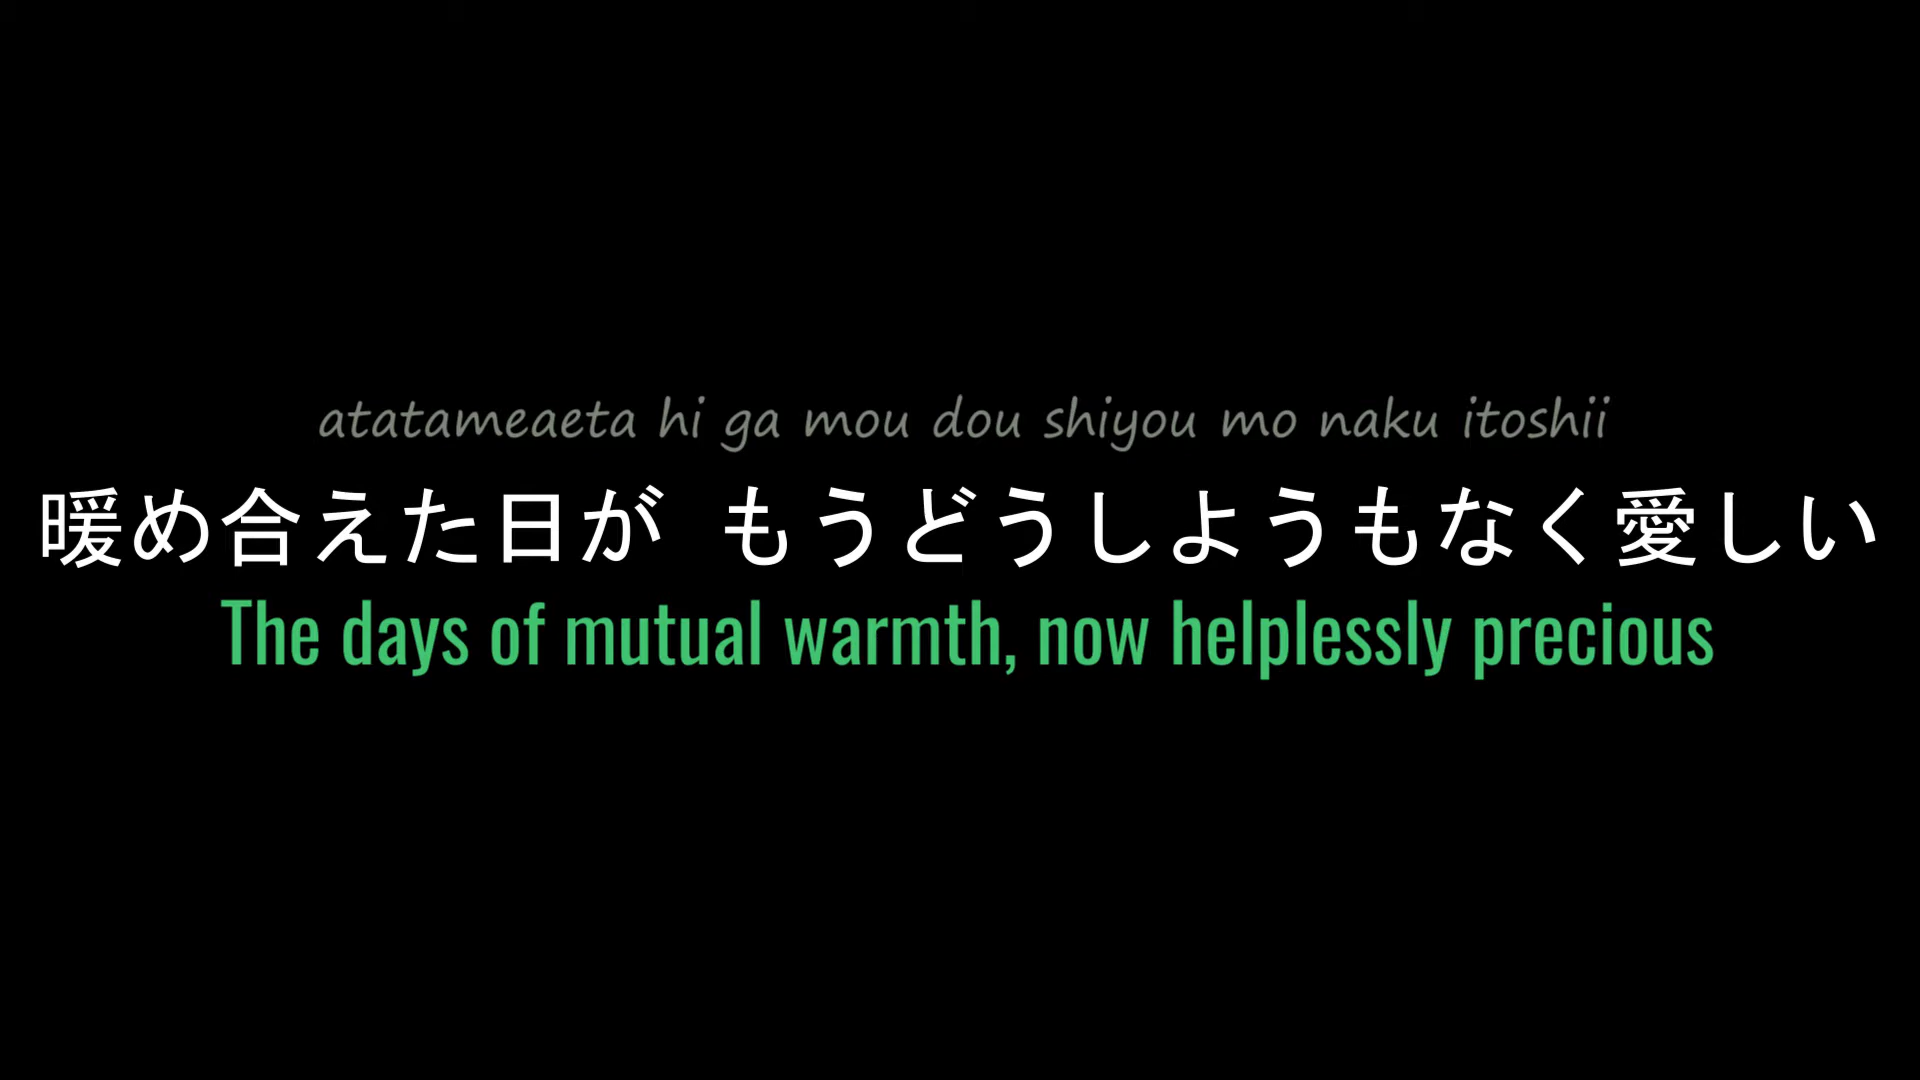 atatameaeta hi ga mou dou shiyou mo naku itoshii
暖め合えた日が もうどうしようもなく愛しい
The days of mutual warmth, now helplessly precious